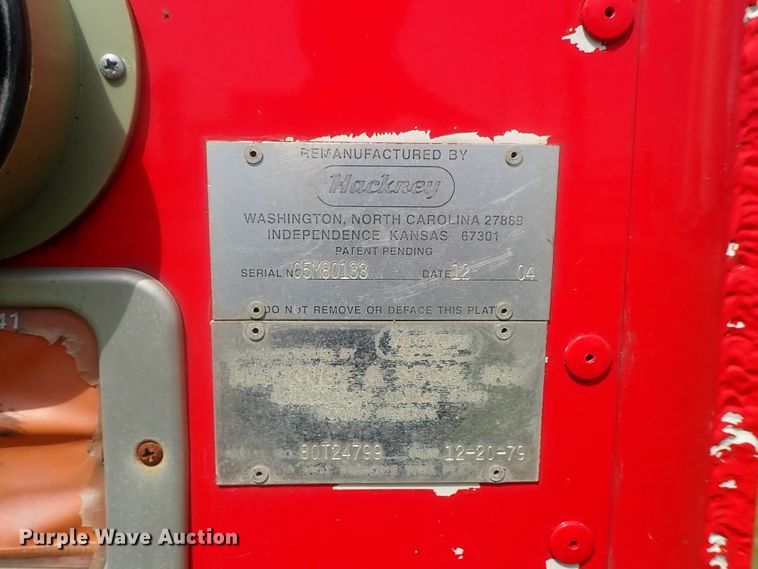 REMANUFACTURED BY
Hackney
WASHINGTON, NORTH CAROLINA 27889
INDEPENDENCE KANSAS 67301
PATENT PENDING
SERIAL NO 05M80133 DATE 12 04
DO NOT REMOVE OR DEFACE THIS PLATE
80T24799 12-20-79
41
Purple Wave Auction